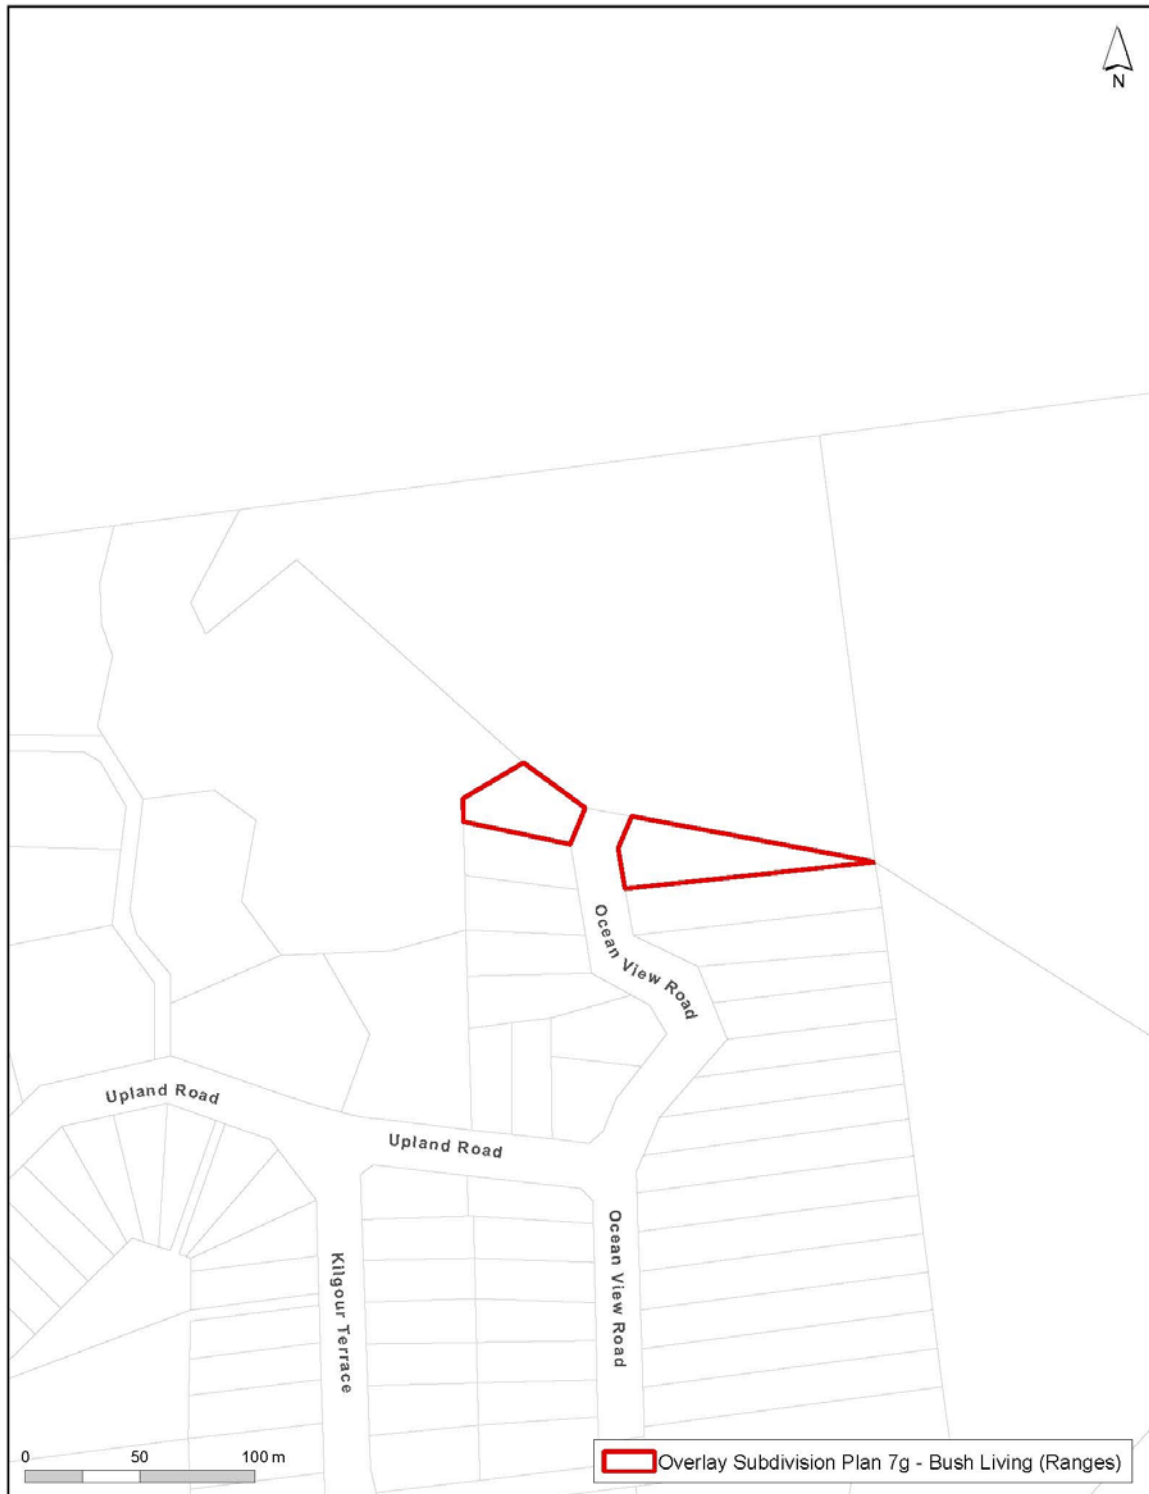 N
Ocean View Road
Upland Road
Upland Road
Ocean View Road
Kilgour Terrace
0 50 100 m
Overlay Subdivision Plan 7g - Bush Living (Ranges)